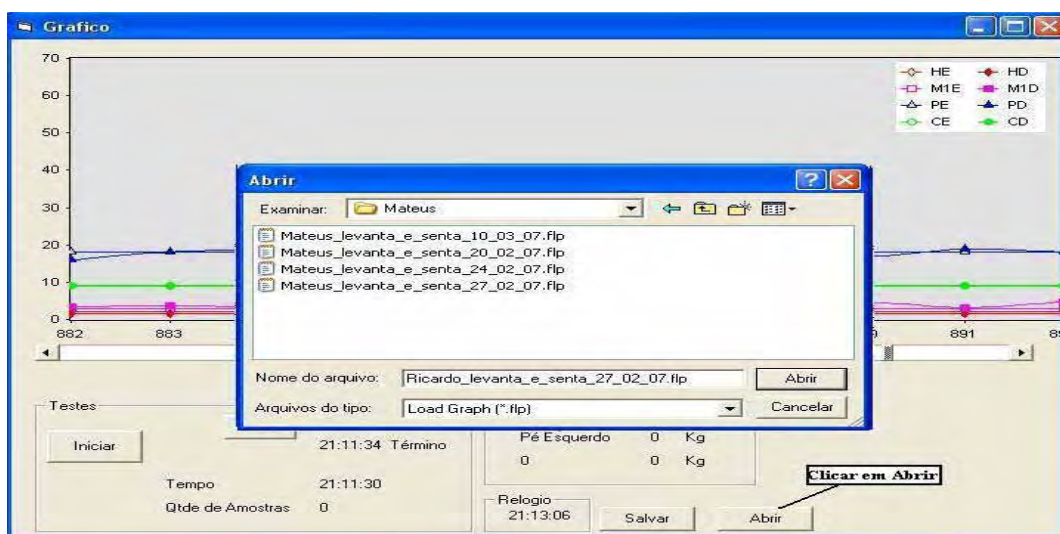 Grafico
70
60
50
40
30
20
10
0
HE HD
M1E M1D
PE PD
CE CD
Abrir
Examinar: Mateus
Mateus_levanta_e_senta_10_03_07.flp
Mateus_levanta_e_senta_20_02_07.flp
Mateus_levanta_e_senta_24_02_07.flp
Mateus_levanta_e_senta_27_02_07.flp
882 883 891
Nome do arquivo: Ricardo_levanta_e_senta_27_02_07.flp Abrir
Arquivos do tipo: Load Graph (*.flp) Cancelar
Testes
Iniciar
21:11:34 Término
Tempo 21:11:30
Qtde de Amostras 0
Pé Esquerdo 0 Kg
0 0 Kg
Clicar em Abrir
Relogio
21:13:06 Salvar Abrir